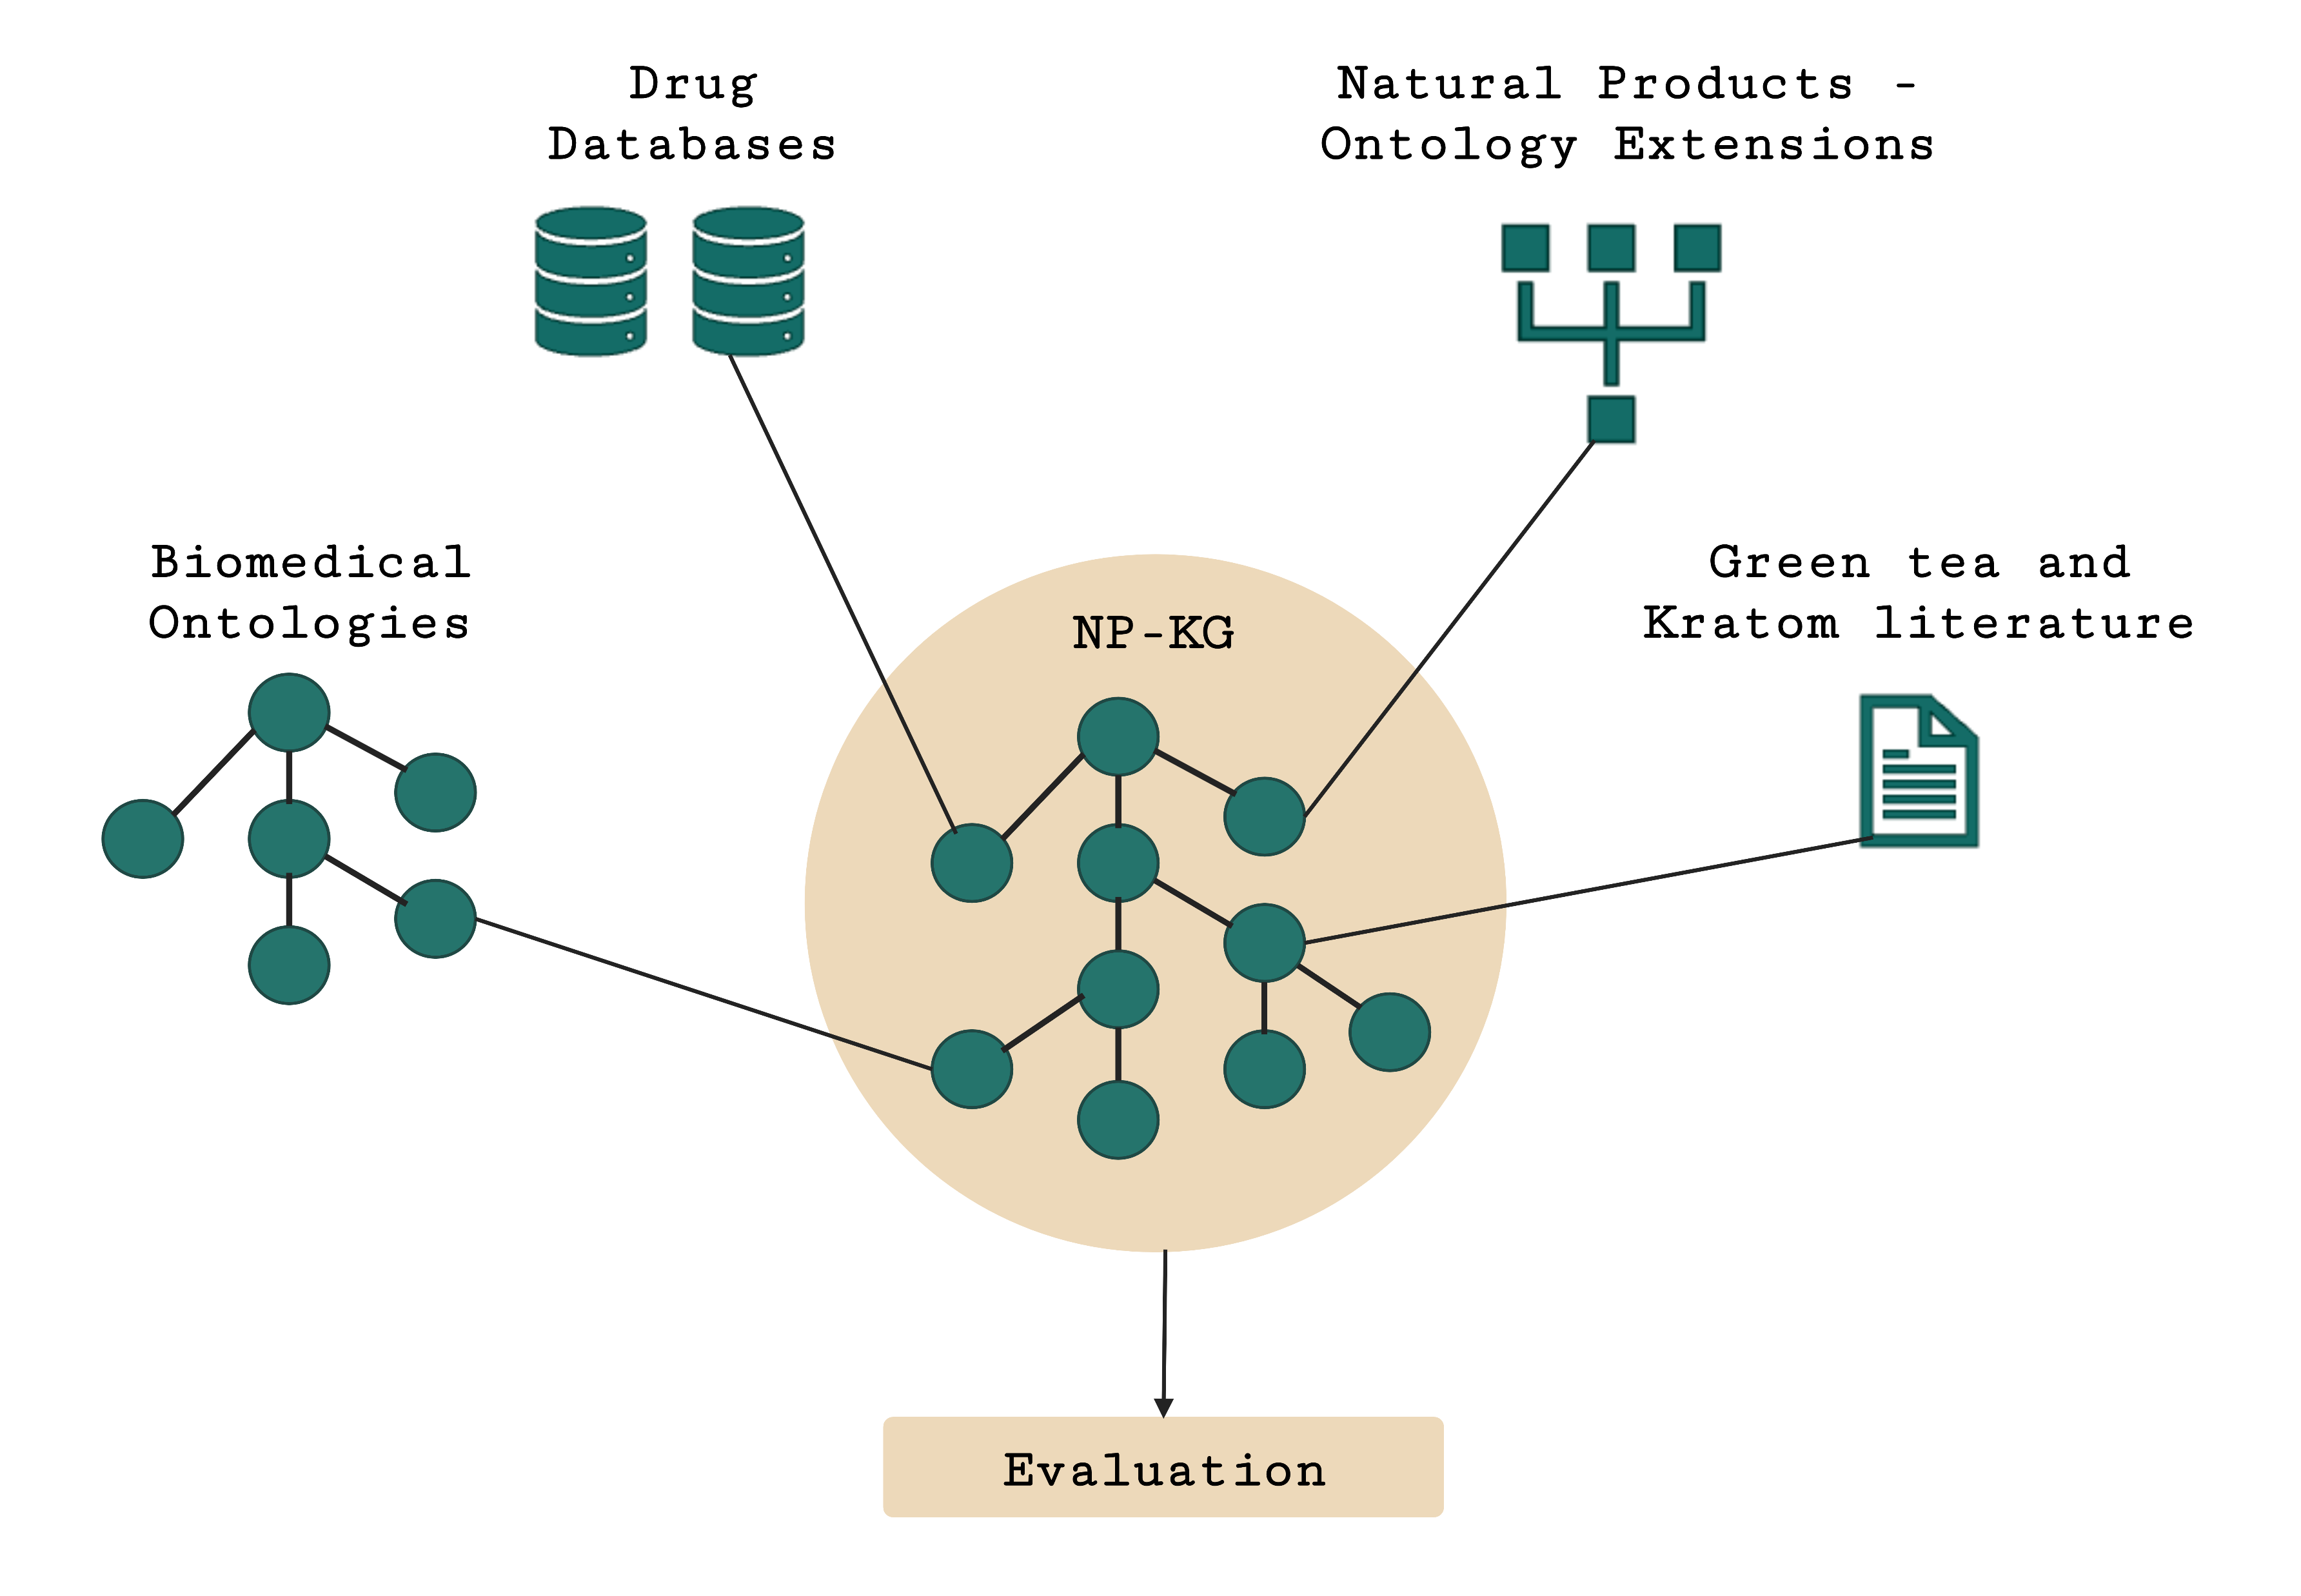 Drug
Databases
Natural Products -
Ontology Extensions
Biomedical
Ontologies
Green tea and
Kratom literature
NP-KG
Evaluation